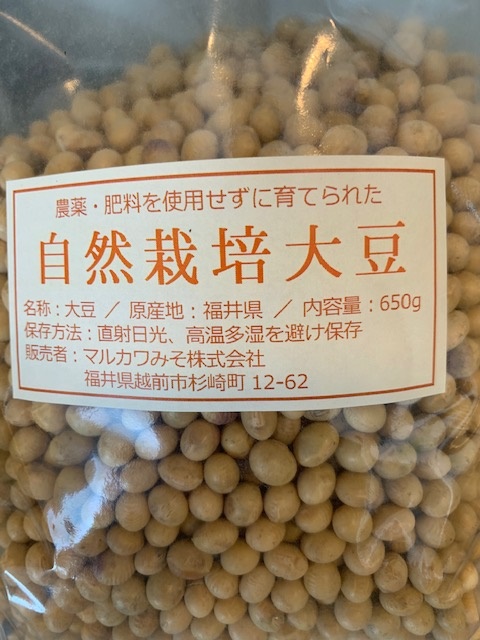 農薬・肥料を使用せずに育てられた
自然栽培大豆
名称：大豆 ／ 原産地：福井県 ／ 内容量：650g
保存方法：直射日光、高温多湿を避け保存
販売者：マルカワみそ株式会社
福井県越前市杉崎町 12-62